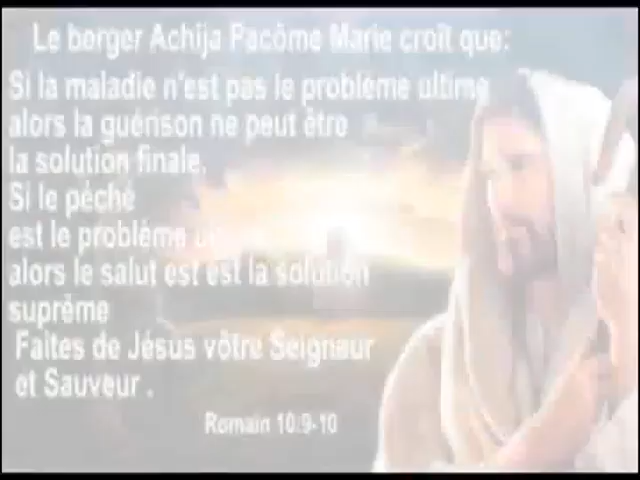 Le berger Achija Pacôme Marie croît que:
Si la maladie n'est pas le problème ultime
alors la guérison ne peut être
la solution finale.
Si le péché
est le problème
alors le salut est est la solution
suprême
Faites de Jésus vôtre Seigneur
et Sauveur .
Romain 10:9-10